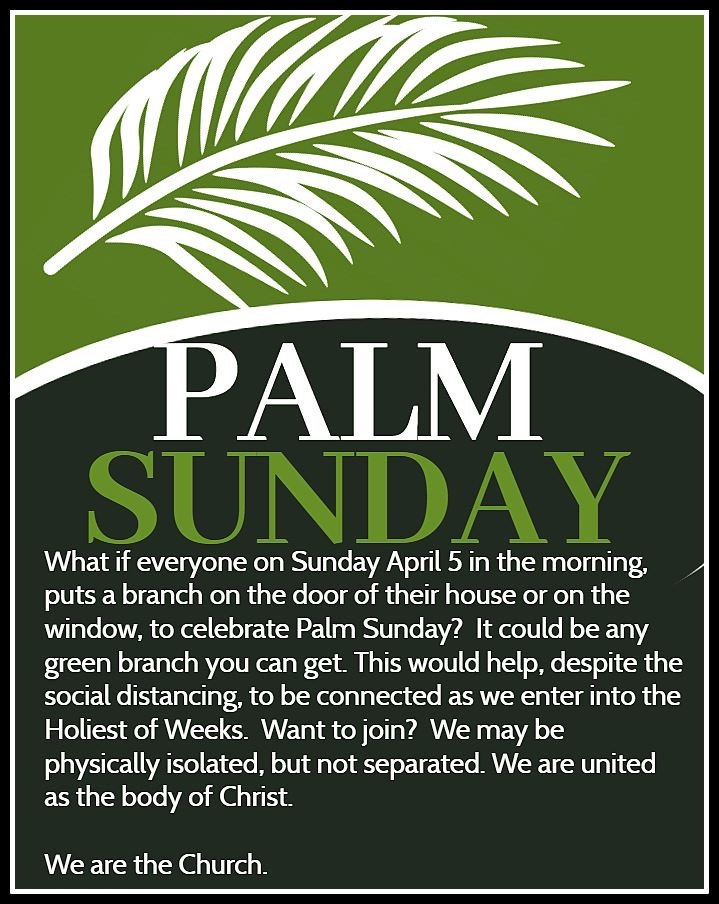 PALM
SUNDAY
What if everyone on Sunday April 5 in the morning,
puts a branch on the door of their house or on the
window, to celebrate Palm Sunday?  It could be any
green branch you can get. This would help, despite the
social distancing, to be connected as we enter into the
Holiest of Weeks.  Want to join?  We may be
physically isolated, but not separated. We are united
as the body of Christ.

We are the Church.